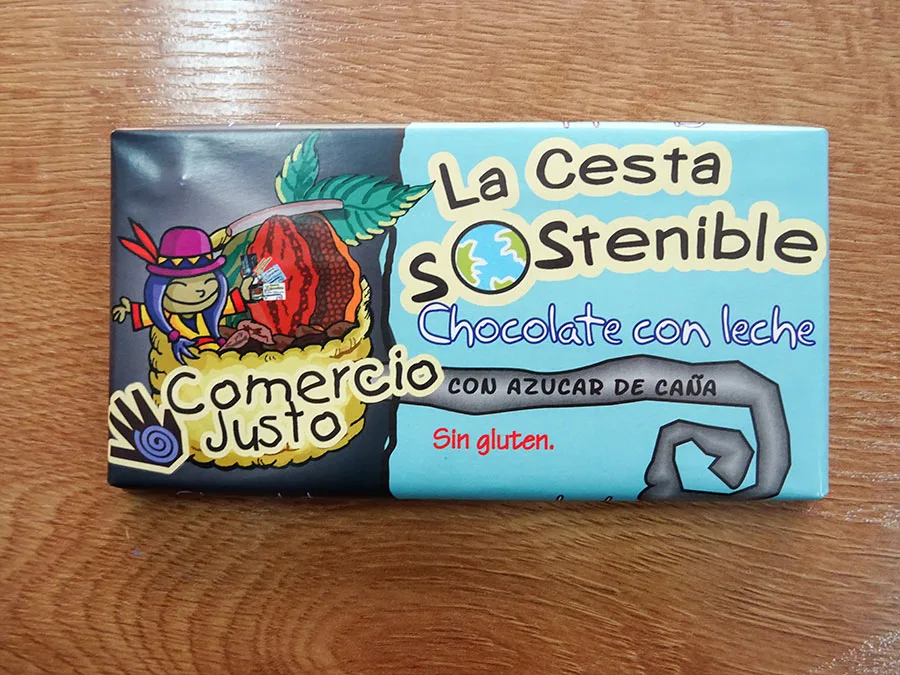 La Cesta
SOStenible
Chocolate con leche
CON AZUCAR DE CAÑA
Sin gluten.
Comercio
Justo